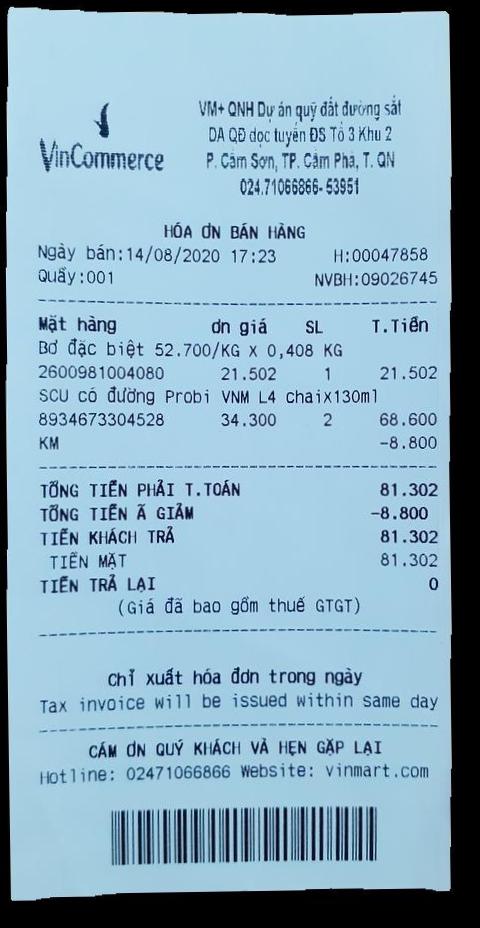 VinCommerce
VM+ QNH Dự án quỹ đất đường sắt
DA QĐ dọc tuyến ĐS Tổ 3 Khu 2
P. Cẩm Sơn, TP. Cẩm Phả, T. QN
024.71066866-53951
HÓA ƠN BÁN HÀNG
Ngày bán:14/08/2020 17:23 H:00047858
Quầy:001 NVBH:09026745
Mặt hàng ơn giá SL T.Tiền
Bơ đặc biệt 52.700/KG X 0,408 KG
2600981004080 21.502 1 21.502
SCU có đường Probi VNM L4 chaix130ml
8934673304528 34.300 2 68.600
KM -8.800
TỔNG TIỀN PHẢI T.TOÁN 81.302
TỔNG TIỀN Ã GIẢM -8.800
TIỀN KHÁCH TRẢ 81.302
TIỀN MẶT 81.302
TIỀN TRẢ LẠI 0
(Giá đã bao gồm thuế GTGT)
Chỉ xuất hóa đơn trong ngày
Tax invoice will be issued within same day
CẢM ƠN QUÝ KHÁCH VÀ HẸN GẶP LẠI
Hotline: 02471066866 Website: vinmart.com